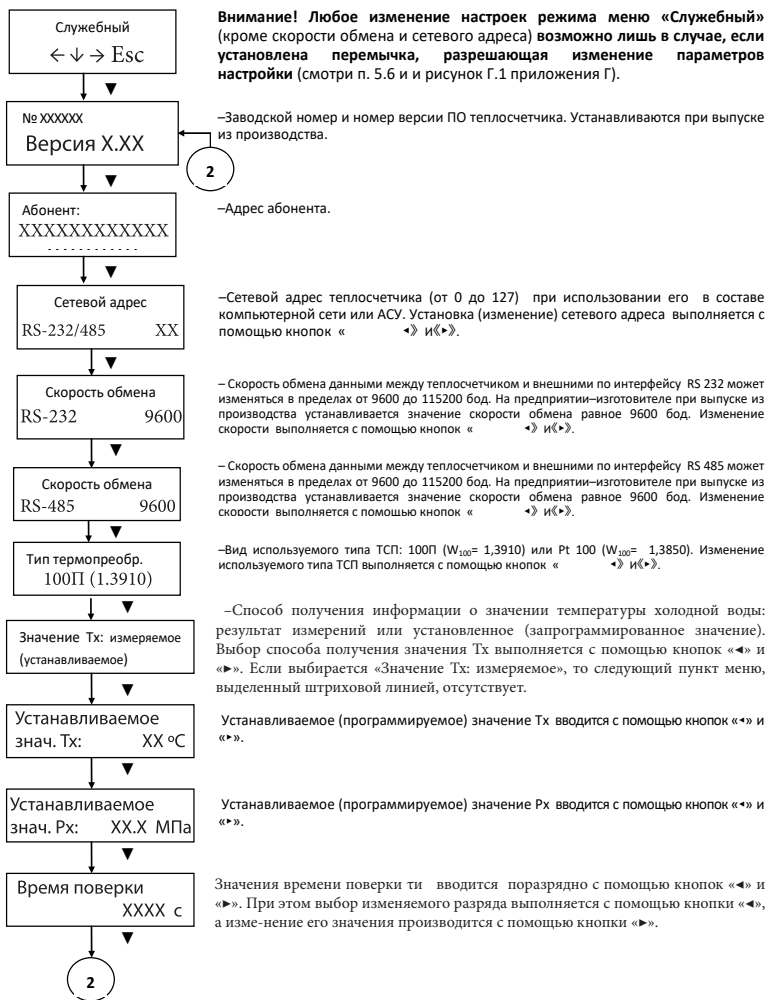 Служебный
← ↓ → Esc
Внимание! Любое изменение настроек режима меню «Служебный»
(кроме скорости обмена и сетевого адреса) возможно лишь в случае, если
установлена перемычка, разрешающая изменение параметров
настройки (смотри п. 5.6 и и рисунок Г.1 приложения Г).
▼
№ XXXXXX
Версия X.XX
–Заводской номер и номер версии ПО теплосчетчика. Устанавливаются при выпуске
из производства.
2
▼
Абонент:
XXXXXXXXXXXX
- - - - - - - - - - - -
–Адрес абонента.
▼
Сетевой адрес
RS-232/485 XX
–Сетевой адрес теплосчетчика (от 0 до 127) при использовании его в составе
компьютерной сети или АСУ. Установка (изменение) сетевого адреса выполняется с
помощью кнопок « ◂》 и《▸》.
▼
Скорость обмена
RS-232 9600
– Скорость обмена данными между теплосчетчиком и внешними по интерфейсу RS 232 может
изменяться в пределах от 9600 до 115200 бод. На предприятии–изготовителе при выпуске из
производства устанавливается значение скорости обмена равное 9600 бод. Изменение
скорости выполняется с помощью кнопок « ◂》 и《▸》.
▼
Скорость обмена
RS-485 9600
– Скорость обмена данными между теплосчетчиком и внешними по интерфейсу RS 485 может
изменяться в пределах от 9600 до 115200 бод. На предприятии–изготовителе при выпуске из
производства устанавливается значение скорости обмена равное 9600 бод. Изменение
скорости выполняется с помощью кнопок « ◂》 и《▸》.
▼
Тип термопреобр.
100П (1.3910)
–Вид используемого типа ТСП: 100П (W100= 1,3910) или Pt 100 (W100= 1,3850). Изменение
используемого типа ТСП выполняется с помощью кнопок « ◂》 и《▸》.
▼
Значение Тх: измеряемое
(устанавливаемое)
–Способ получения информации о значении температуры холодной воды:
результат измерений или установленное (запрограммированное значение).
Выбор способа получения значения Тх выполняется с помощью кнопок «◄» и
«►». Если выбирается «Значение Тх: измеряемое», то следующий пункт меню,
выделенный штриховой линией, отсутствует.
▼
Устанавливаемое
знач. Тх: XX ºС
Устанавливаемое (программируемое) значение Тх вводится с помощью кнопок «◂» и
«▸».
▼
Устанавливаемое
знач. Рх: XX.X МПа
Устанавливаемое (программируемое) значение Рх вводится с помощью кнопок «◂» и
«▸».
▼
Время поверки
XXXX с
Значения времени поверки τи вводится поразрядно с помощью кнопок «◄» и
«►». При этом выбор изменяемого разряда выполняется с помощью кнопки «◄»,
а изме-нение его значения производится с помощью кнопки «►».
▼
2